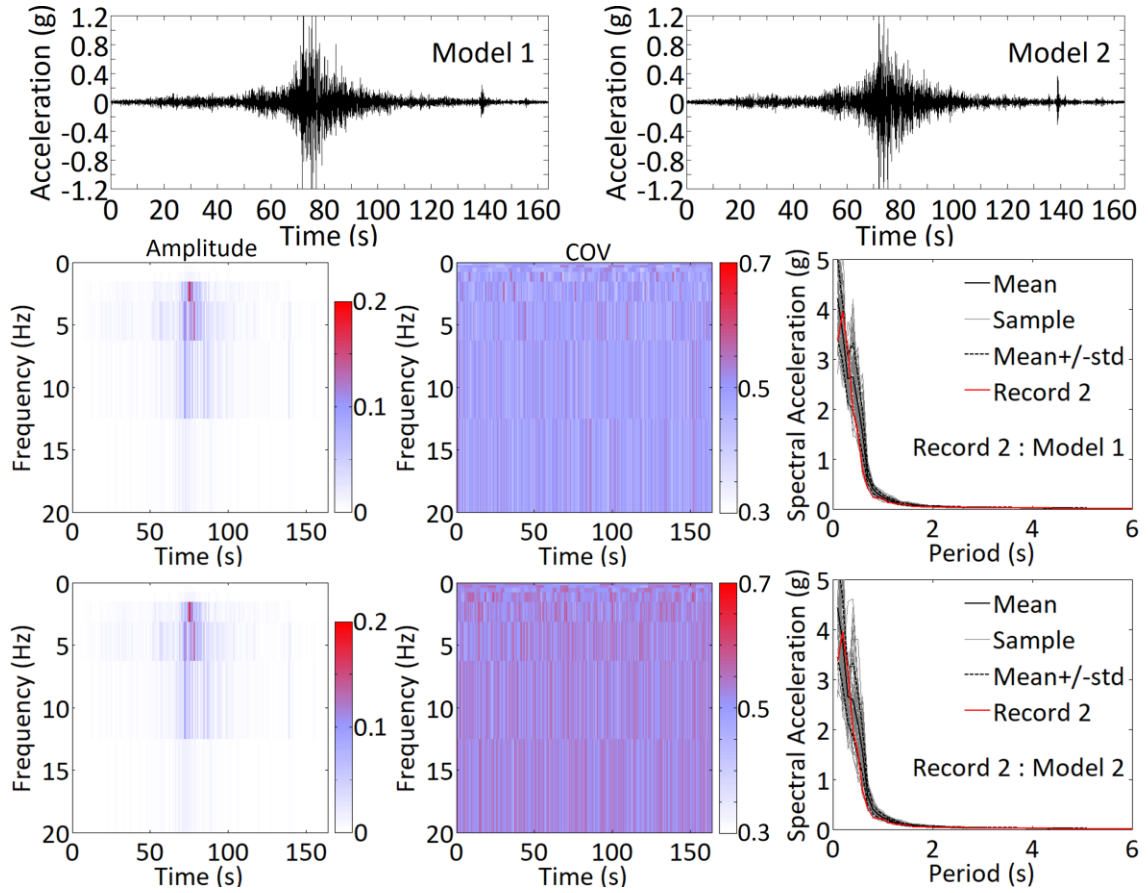 Acceleration (g)
1.2
0.8
0.4
0
-0.4
-0.8
-1.2
Model 1
0 20 40 60 80 100 120 140 160
Time (s)
Acceleration (g)
1.2
0.8
0.4
0
-0.4
-0.8
-1.2
Model 2
0 20 40 60 80 100 120 140 160
Time (s)
Amplitude
Frequency (Hz)
0
5
10
15
20
0 50 100 150
Time (s)
0.2
0.1
0
COV
Frequency (Hz)
0
5
10
15
20
0 50 100 150
Time (s)
0.7
0.5
0.3
Spectral Acceleration (g)
5
4
3
2
1
0
Mean
Sample
Mean+/-std
Record 2
Record 2 : Model 1
0 2 4 6
Period (s)
Frequency (Hz)
0
5
10
15
20
0 50 100 150
Time (s)
0.2
0.1
0
Frequency (Hz)
0
5
10
15
20
0 50 100 150
Time (s)
0.7
0.5
0.3
Spectral Acceleration (g)
5
4
3
2
1
0
Mean
Sample
Mean+/-std
Record 2
Record 2 : Model 2
0 2 4 6
Period (s)